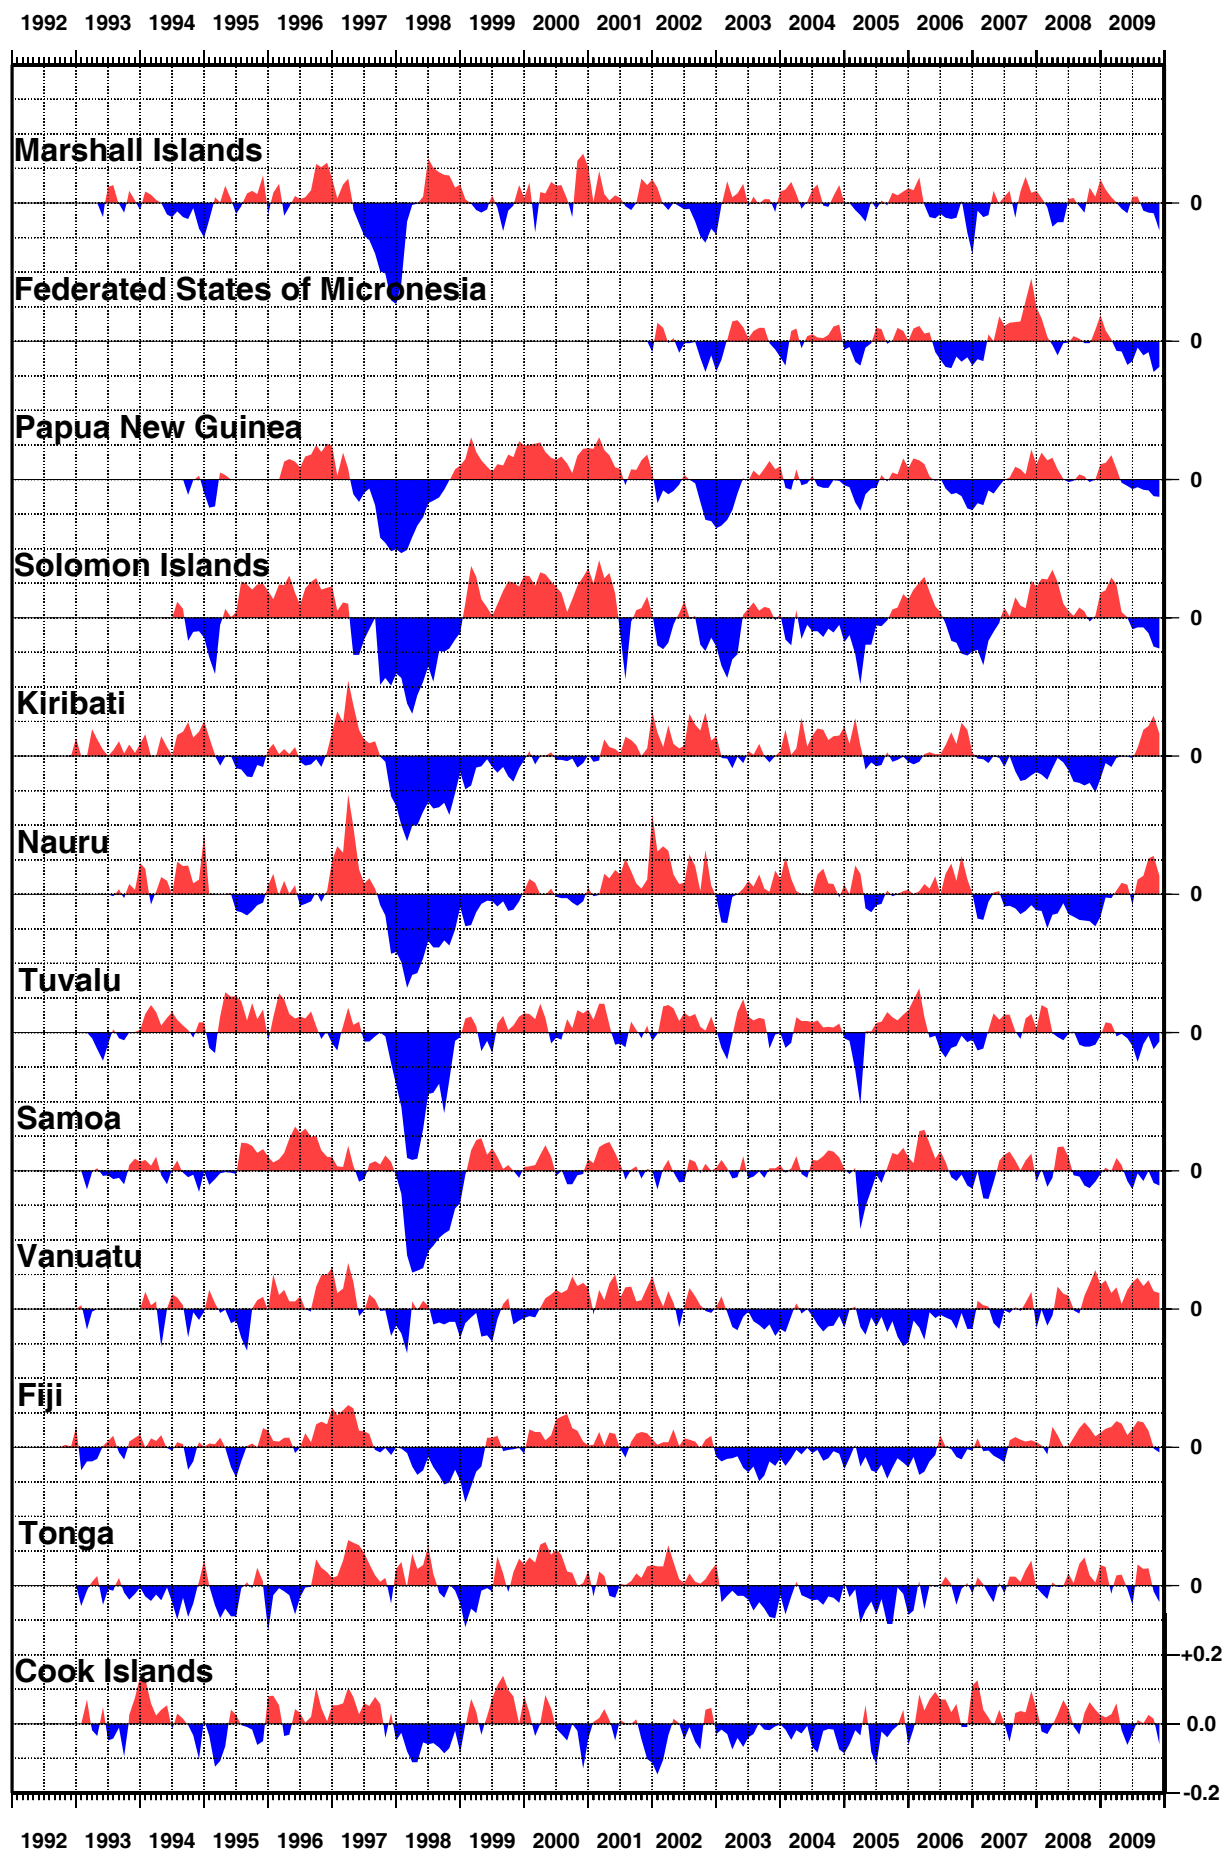 1992 1993 1994 1995 1996 1997 1998 1999 2000 2001 2002 2003 2004 2005 2006 2007 2008 2009
Marshall Islands
0
Federated States of Micronesia
0
Papua New Guinea
0
Solomon Islands
0
Kiribati
0
Nauru
0
Tuvalu
0
Samoa
0
Vanuatu
0
Fiji
0
Tonga
0
+0.2
Cook Islands
0.0
-0.2
1992 1993 1994 1995 1996 1997 1998 1999 2000 2001 2002 2003 2004 2005 2006 2007 2008 2009